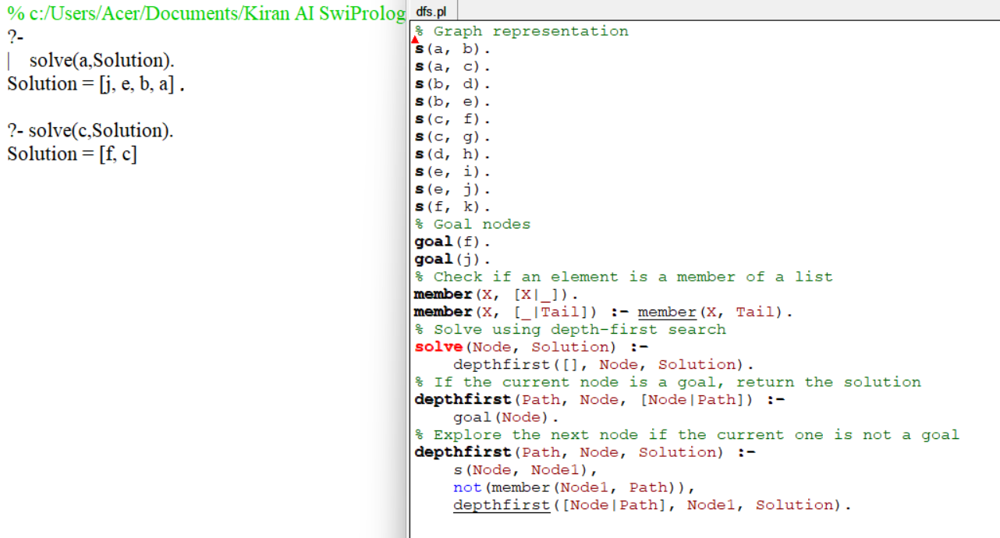 % c:/Users/Acer/Documents/Kiran AI SwiProlog
?-
|    solve(a,Solution).
Solution = [j, e, b, a] .
?- solve(c,Solution).
Solution = [f, c]
dfs.pl
% Graph representation
s(a, b).
s(a, c).
s(b, d).
s(b, e).
s(c, f).
s(c, g).
s(d, h).
s(e, i).
s(e, j).
s(f, k).
% Goal nodes
goal(f).
goal(j).
% Check if an element is a member of a list
member(X, [X|_]).
member(X, [_|Tail]) :- member(X, Tail).
% Solve using depth-first search
solve(Node, Solution) :-
    depthfirst([], Node, Solution).
% If the current node is a goal, return the solution
depthfirst(Path, Node, [Node|Path]) :-
    goal(Node).
% Explore the next node if the current one is not a goal
depthfirst(Path, Node, Solution) :-
    s(Node, Node1),
    not(member(Node1, Path)),
    depthfirst([Node|Path], Node1, Solution).